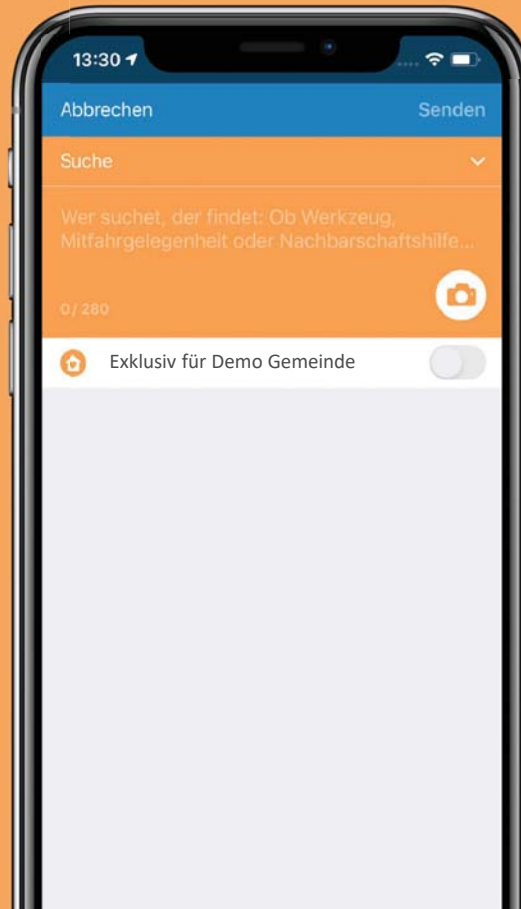 13:30
Abbrechen
Senden
Suche
Wer suchet, der findet: Ob Werkzeug,
Mitfahrgelegenheit oder Nachbarschaftshilfe...
0/280
Exklusiv für Demo Gemeinde